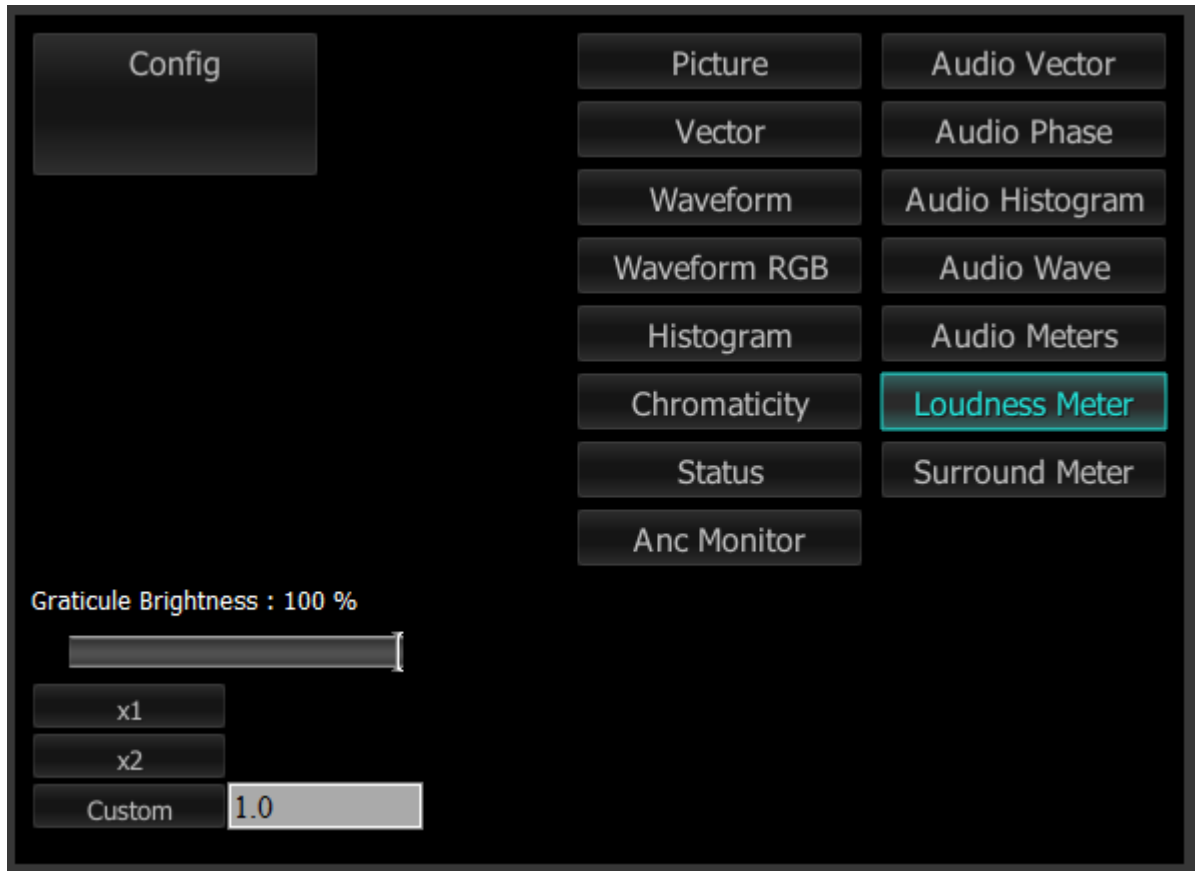 Config
Picture
Audio Vector
Vector
Audio Phase
Waveform
Audio Histogram
Waveform RGB
Audio Wave
Histogram
Audio Meters
Chromaticity
Loudness Meter
Status
Surround Meter
Anc Monitor
Graticule Brightness : 100 %
x1
x2
Custom
1.0